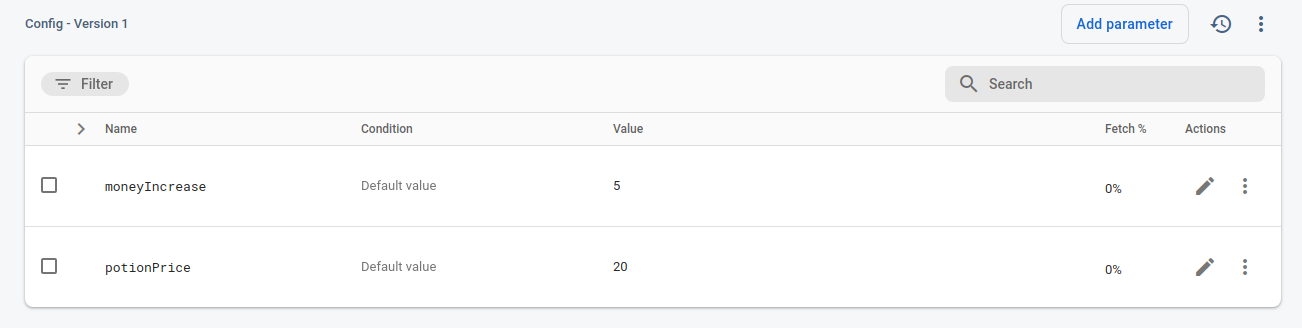 Config - Version 1
Add parameter
Filter
Search
Name Condition Value Fetch % Actions
moneyIncrease Default value 5 0%
potionPrice Default value 20 0%